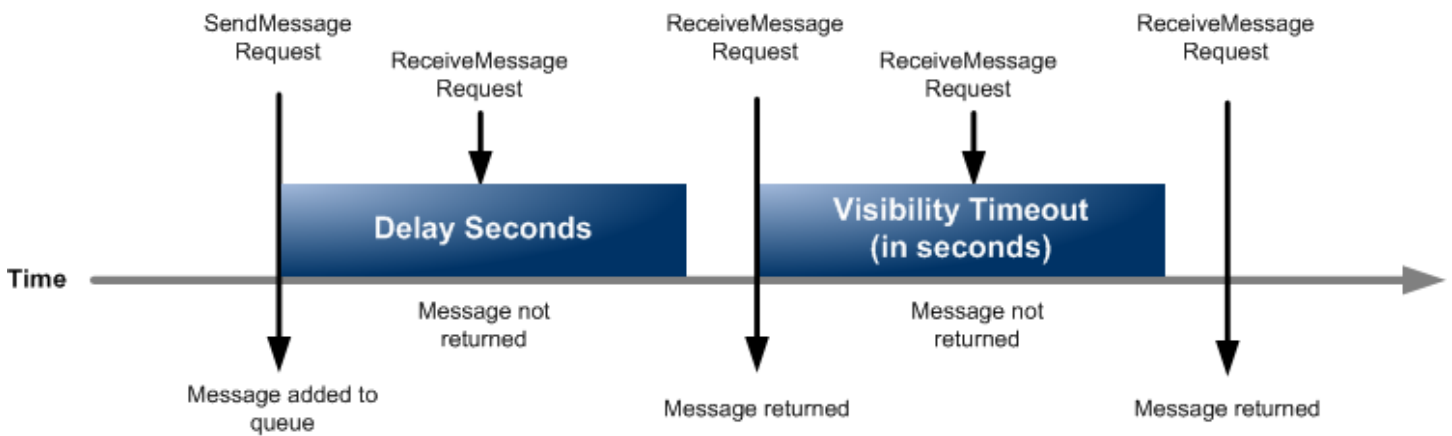 SendMessage
Request
ReceiveMessage
Request
ReceiveMessage
Request
ReceiveMessage
Request
ReceiveMessage
Request
Delay Seconds
Visibility Timeout
(in seconds)
Time
Message not
returned
Message not
returned
Message added to
queue
Message returned
Message returned